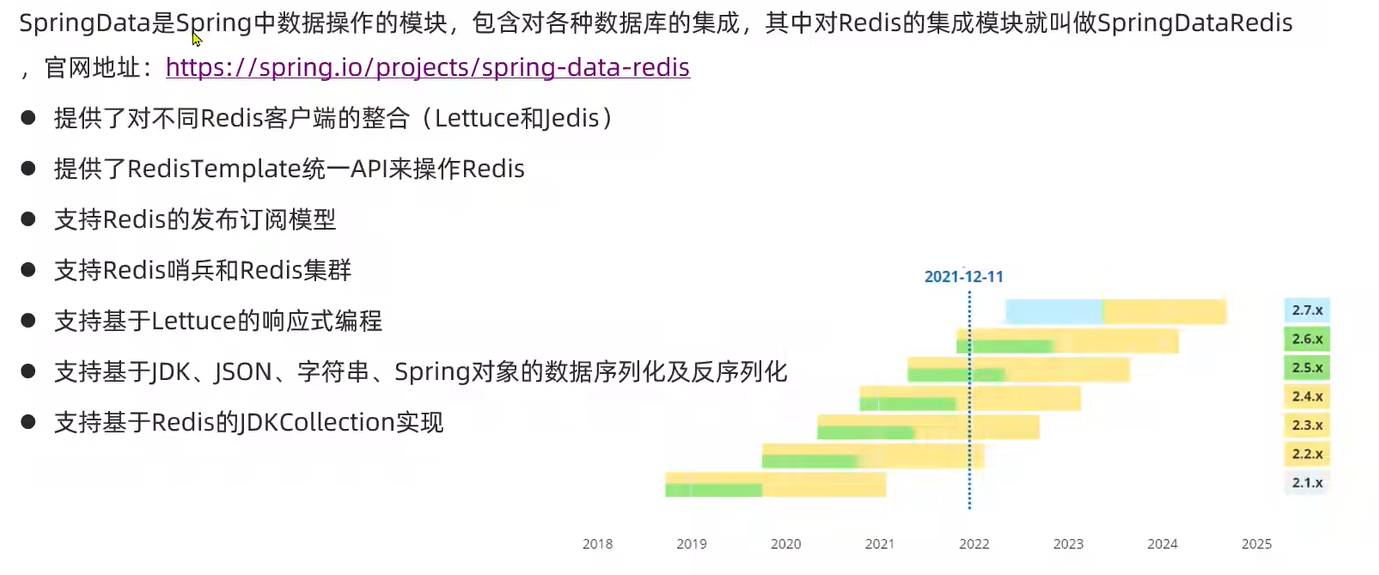 SpringData是Spring中数据操作的模块，包含对各种数据库的集成，其中对Redis的集成模块就叫做SpringDataRedis
，官网地址：https://spring.io/projects/spring-data-redis
● 提供了对不同Redis客户端的整合（Lettuce和Jedis）
● 提供了RedisTemplate统一API来操作Redis
● 支持Redis的发布订阅模型
● 支持Redis哨兵和Redis集群
● 支持基于Lettuce的响应式编程
● 支持基于JDK、JSON、字符串、Spring对象的数据序列化及反序列化
● 支持基于Redis的JDKCollection实现
2021-12-11
2.7.x
2.6.x
2.5.x
2.4.x
2.3.x
2.2.x
2.1.x
2018 2019 2020 2021 2022 2023 2024 2025